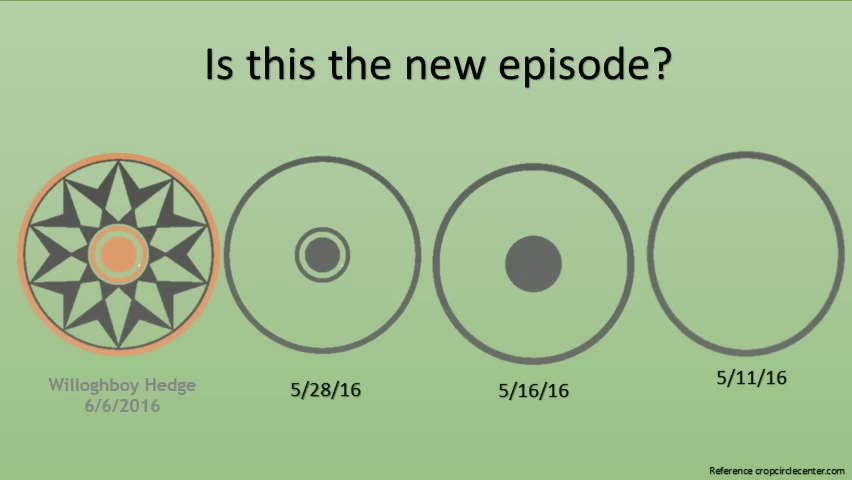 Is this the new episode?
Willoghboy Hedge
6/6/2016
5/28/16
5/16/16
5/11/16
Reference cropcirclecenter.com